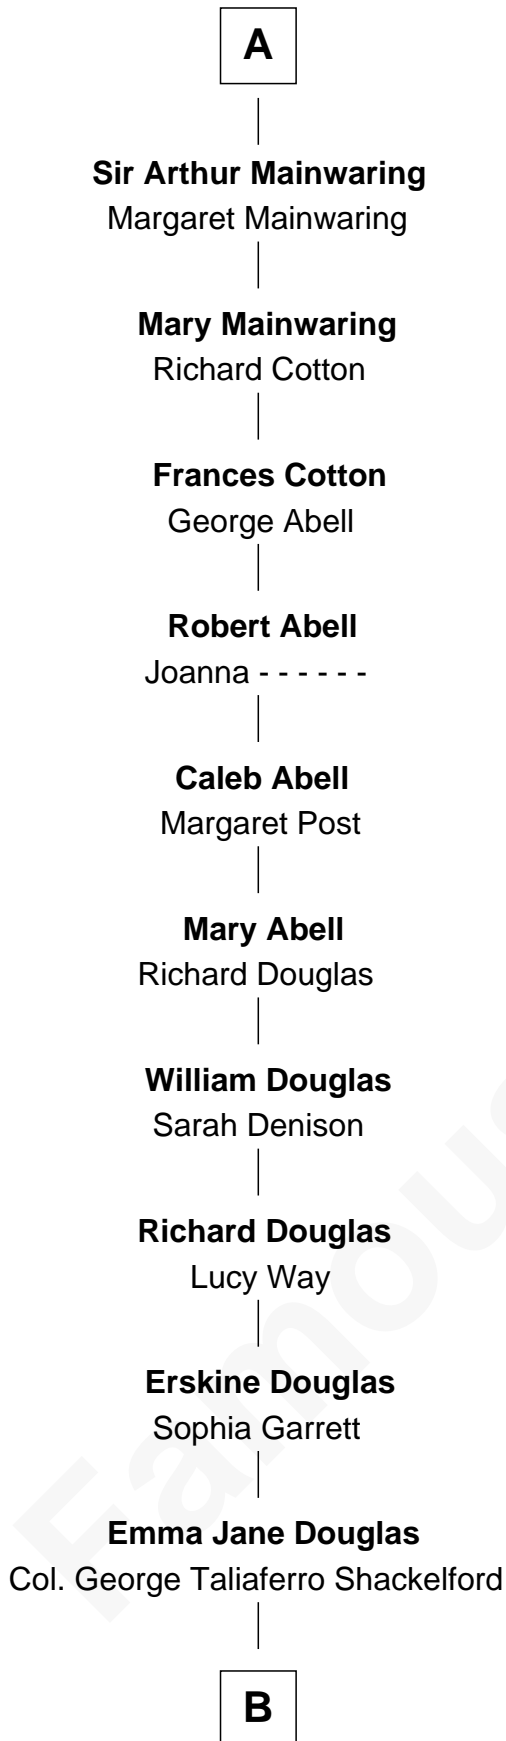 A
Sir Arthur Mainwaring
Margaret Mainwaring
Mary Mainwaring
Richard Cotton
Frances Cotton
George Abell
Robert Abell
Joanna - - - - - -
Caleb Abell
Margaret Post
Mary Abell
Richard Douglas
William Douglas
Sarah Denison
Richard Douglas
Lucy Way
Erskine Douglas
Sophia Garrett
Emma Jane Douglas
Col. George Taliaferro Shackelford
B
Famous